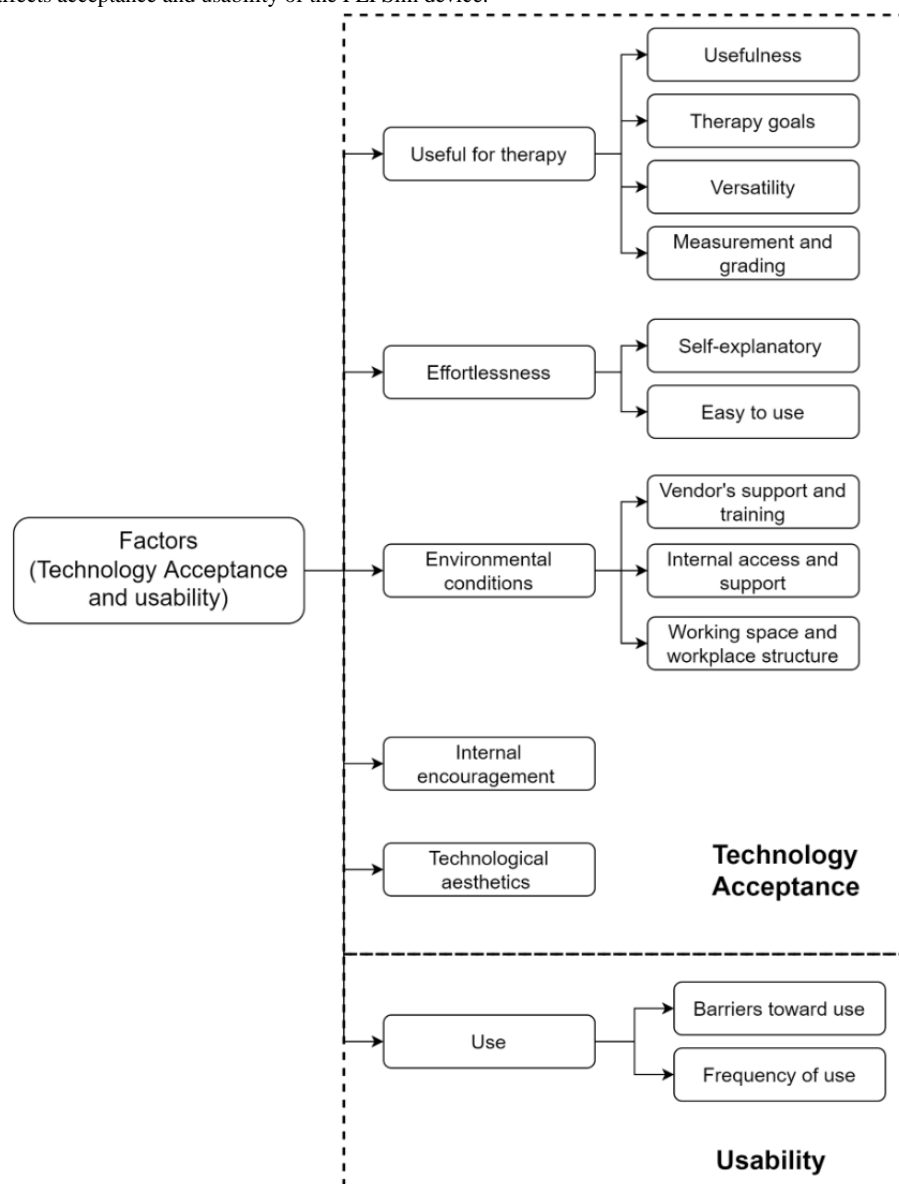 affects acceptance and usability of the
device.
Usefulness
Therapy goals
Useful for therapy
Versatility
Measurement and
grading
Self-explanatory
Effortlessness
Easy to use
Vendor's support and
training
Factors
(Technology Acceptance
and usability)
Environmental
conditions
Internal access and
support
Working space and
workplace structure
Internal
encouragement
Technological
aesthetics
Technology
Acceptance
Barriers toward use
Use
Frequency of use
Usability